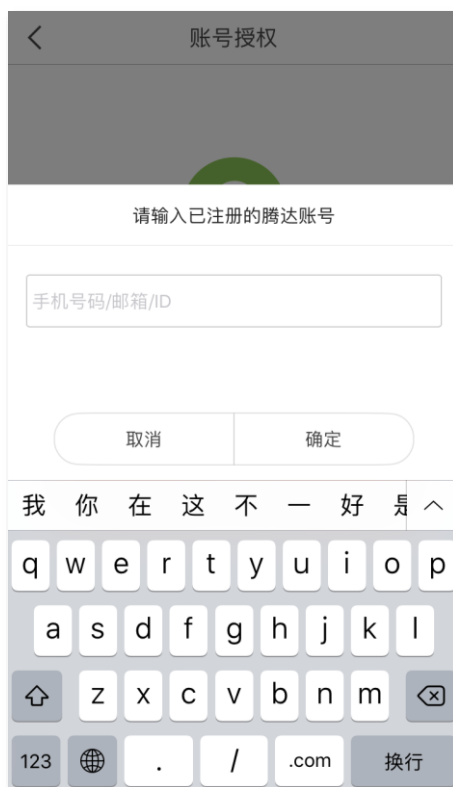 账号授权
请输入已注册的腾达账号
手机号码/邮箱/ID
取消 确定
我 你 在 这 不 一 好 是
q w e r t y u i o p
a s d f g h j k l
z x c v b n m
123 . / .com 换行